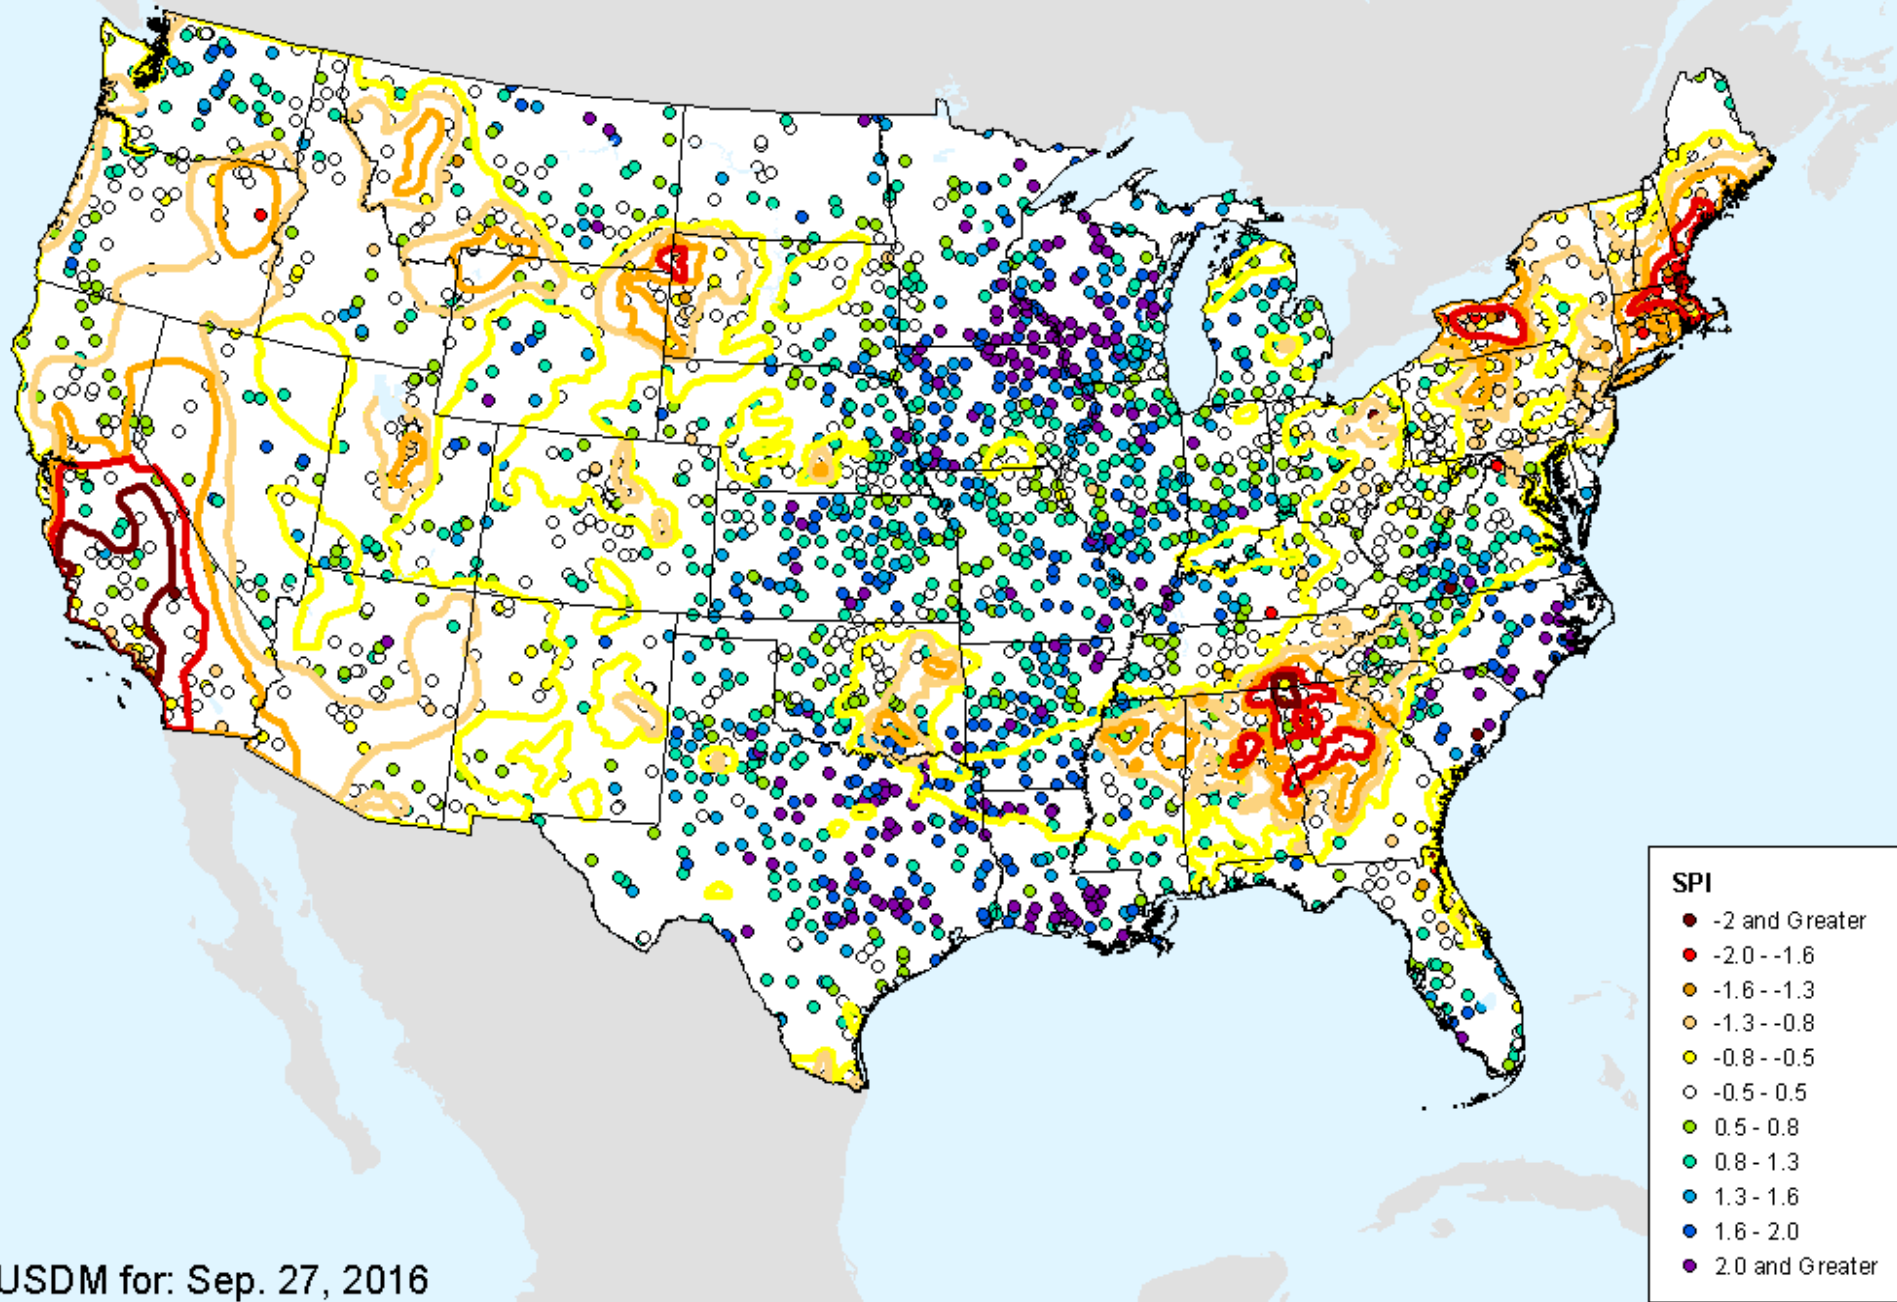 SPI
-2 and Greater
-2.0 - -1.6
-1.6 - -1.3
-1.3 - -0.8
-0.8 - -0.5
-0.5 - 0.5
0.5 - 0.8
0.8 - 1.3
1.3 - 1.6
1.6 - 2.0
2.0 and Greater
USDM for: Sep. 27, 2016